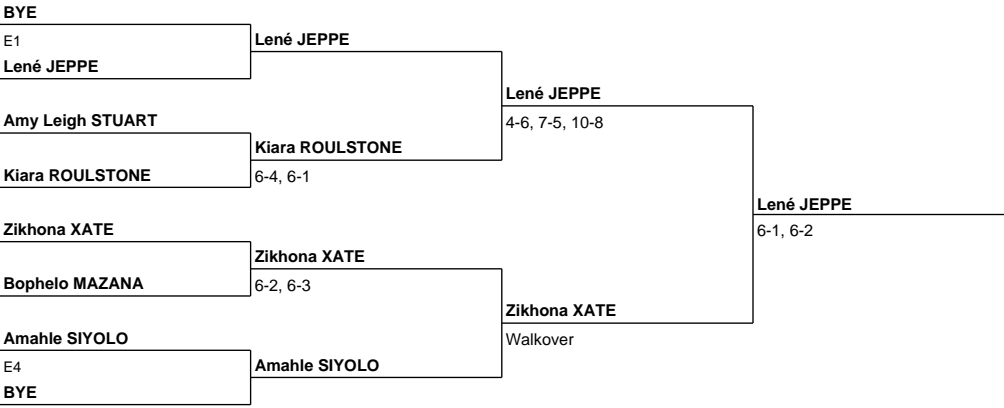 BYE
E1
Lené JEPPE
Lené JEPPE
Amy Leigh STUART
Kiara ROULSTONE
Kiara ROULSTONE
6-4, 6-1
Lené JEPPE
4-6, 7-5, 10-8
Zikhona XATE
Bophelo MAZANA
Zikhona XATE
6-2, 6-3
Amahle SIYOLO
E4
BYE
Amahle SIYOLO
Zikhona XATE
Walkover
Lené JEPPE
6-1, 6-2